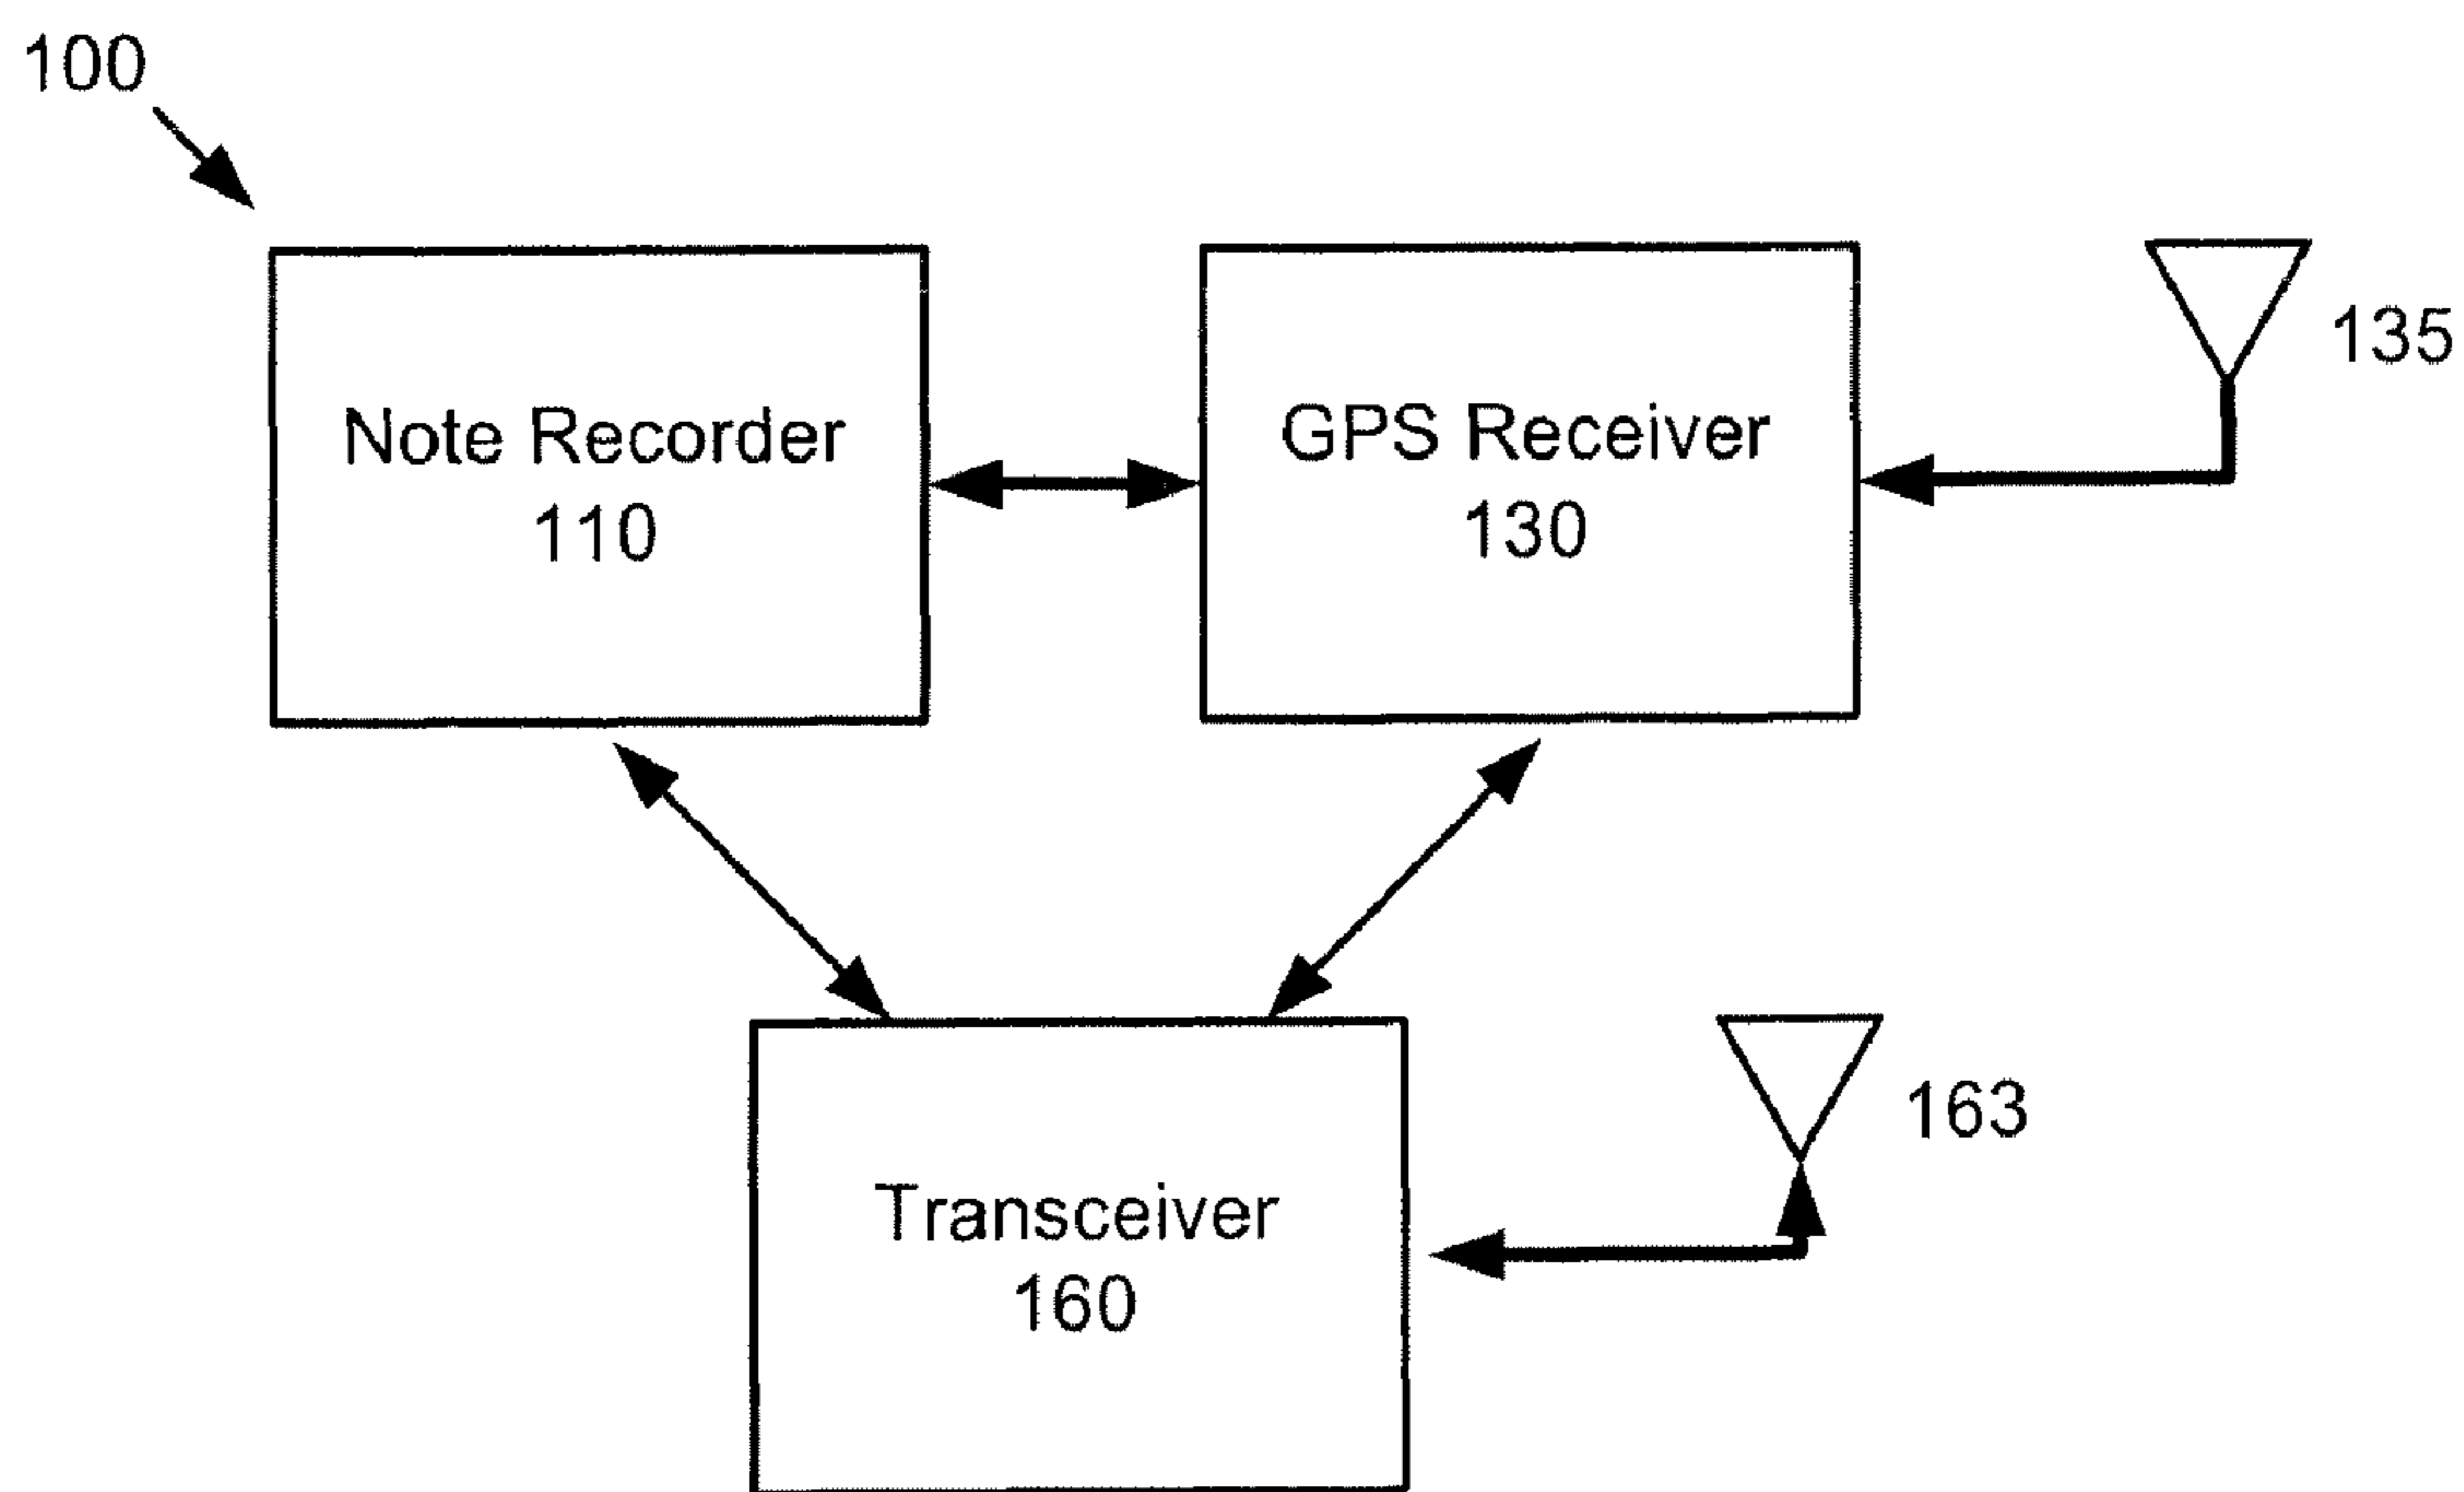 100
Note Recorder
110
GPS Receiver
130
135
Transceiver
160
163